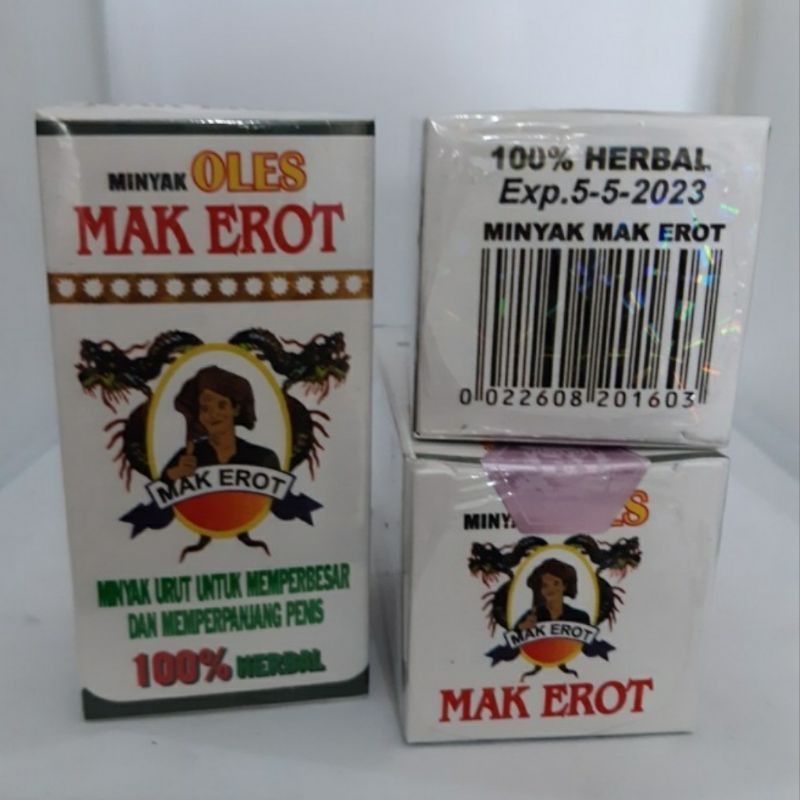 MINYAK OLES
MAK EROT
MAK EROT
MINYAK URUT UNTUK MEMPERBESAR
DAN MEMPERPANJANG PENIS
100% HERBAL
100% HERBAL
Exp.5-5-2023
MINYAK MAK EROT
0 022608 201603
MAK EROT
MAK EROT